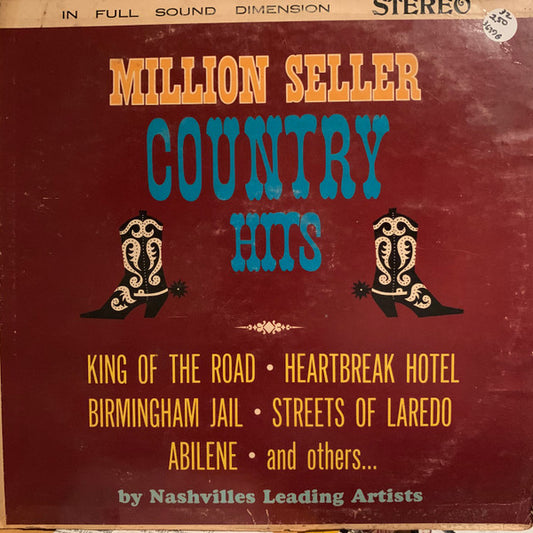 IN FULL SOUND DIMENSION STEREO
MILLION SELLER
COUNTRY
HITS
KING OF THE ROAD • HEARTBREAK HOTEL
BIRMINGHAM JAIL • STREETS OF LAREDO
ABILENE • and others...
by Nashvilles Leading Artists